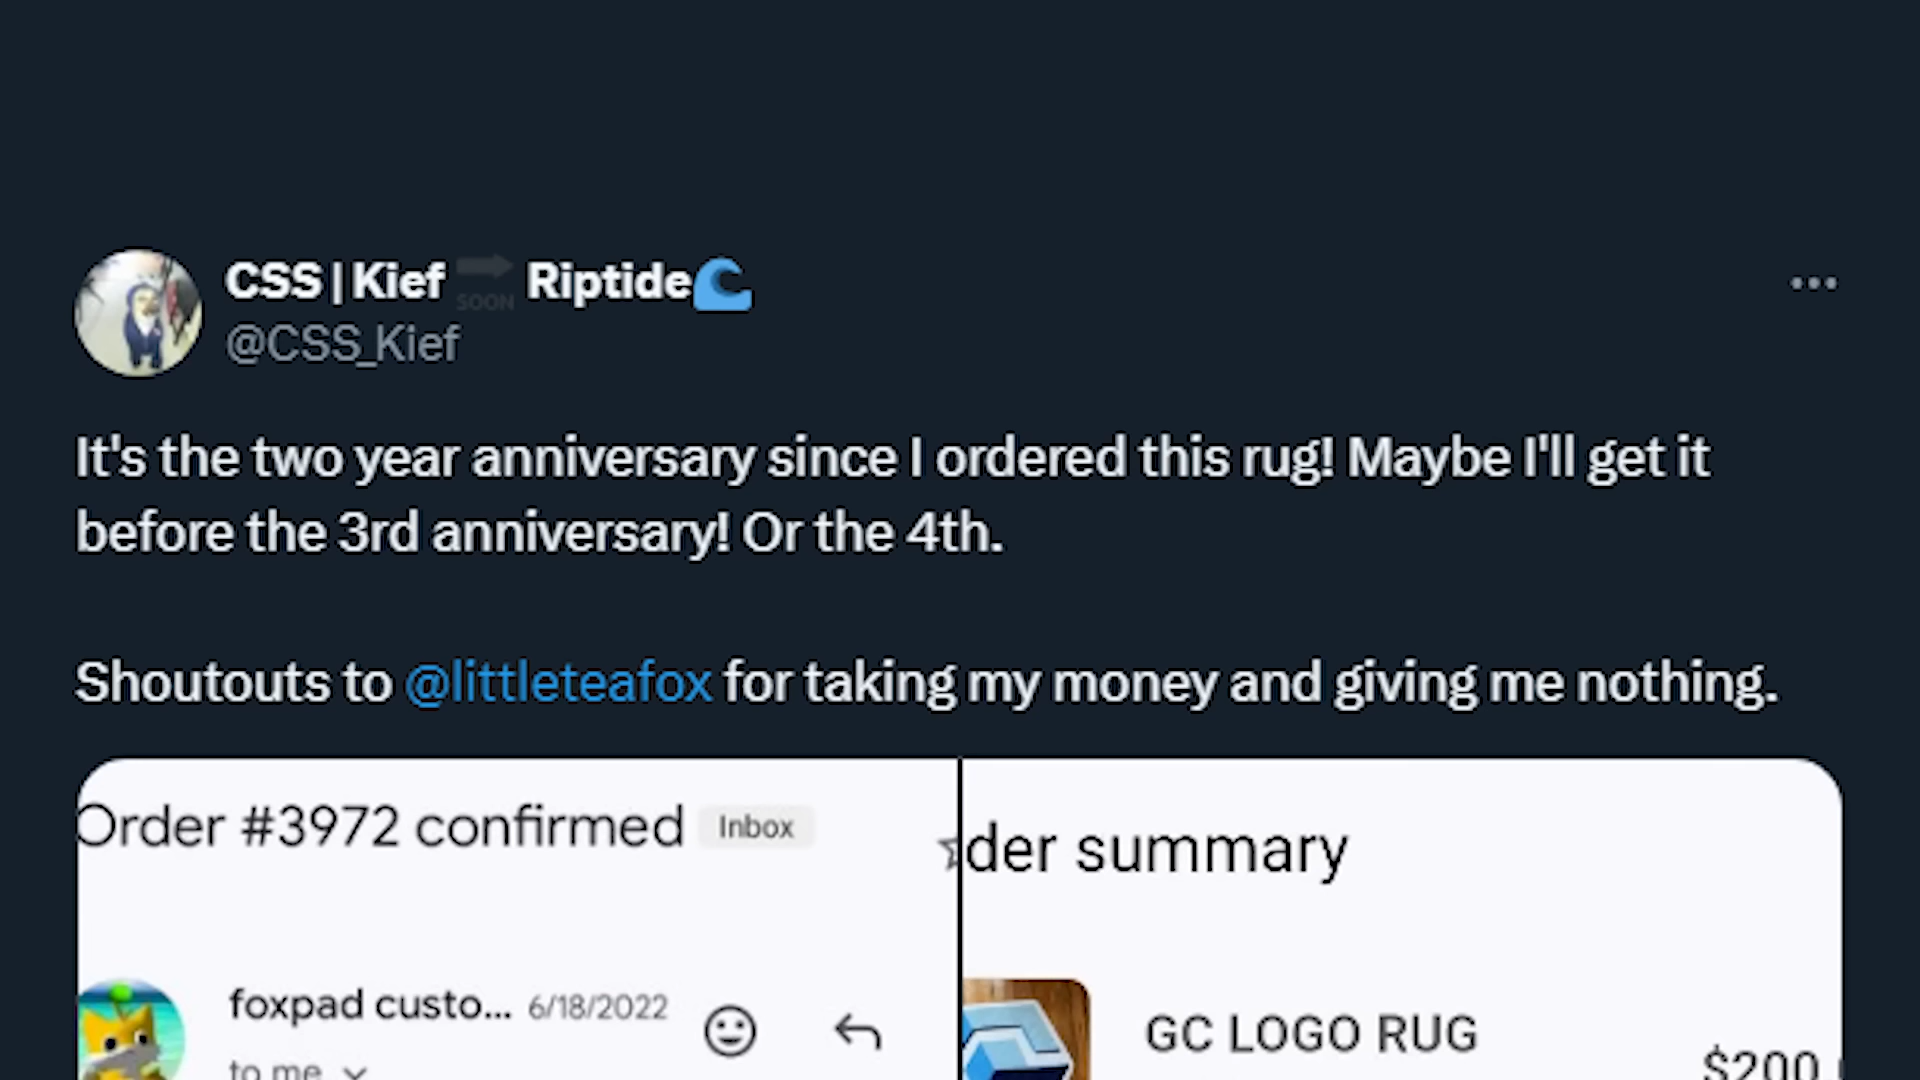 CSS | Kief SOON Riptide
@CSS_Kief
It's the two year anniversary since I ordered this rug! Maybe I'll get it
before the 3rd anniversary! Or the 4th.
Shoutouts to @littleteafox for taking my money and giving me nothing.
Order #3972 confirmed Inbox
foxpad custo... 6/18/2022
to me
der summary
GC LOGO RUG
$200